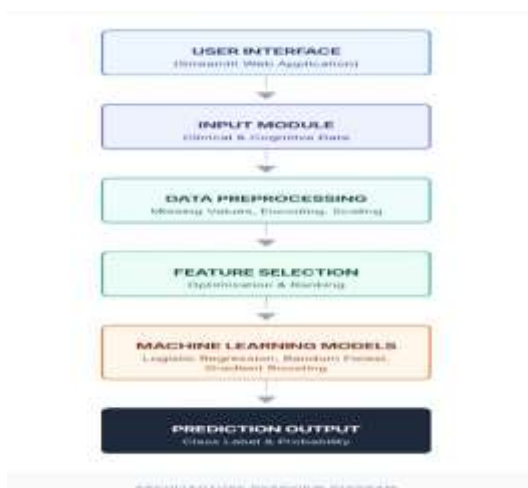 USER INTERFACE
(Streamlit Web Application)
INPUT MODULE
Clinical & Cognitive Data
DATA PREPROCESSING
Missing Values, Encoding, Scaling
FEATURE SELECTION
Optimization & Ranking
MACHINE LEARNING MODELS
Logistic Regression, Random Forest,
Gradient Boosting
PREDICTION OUTPUT
Class Label & Probability